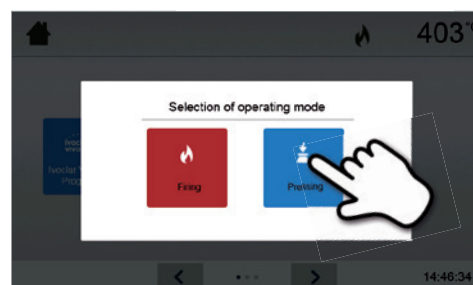 403°
Selection of operating mode
Firing
Pressing
14:46:34